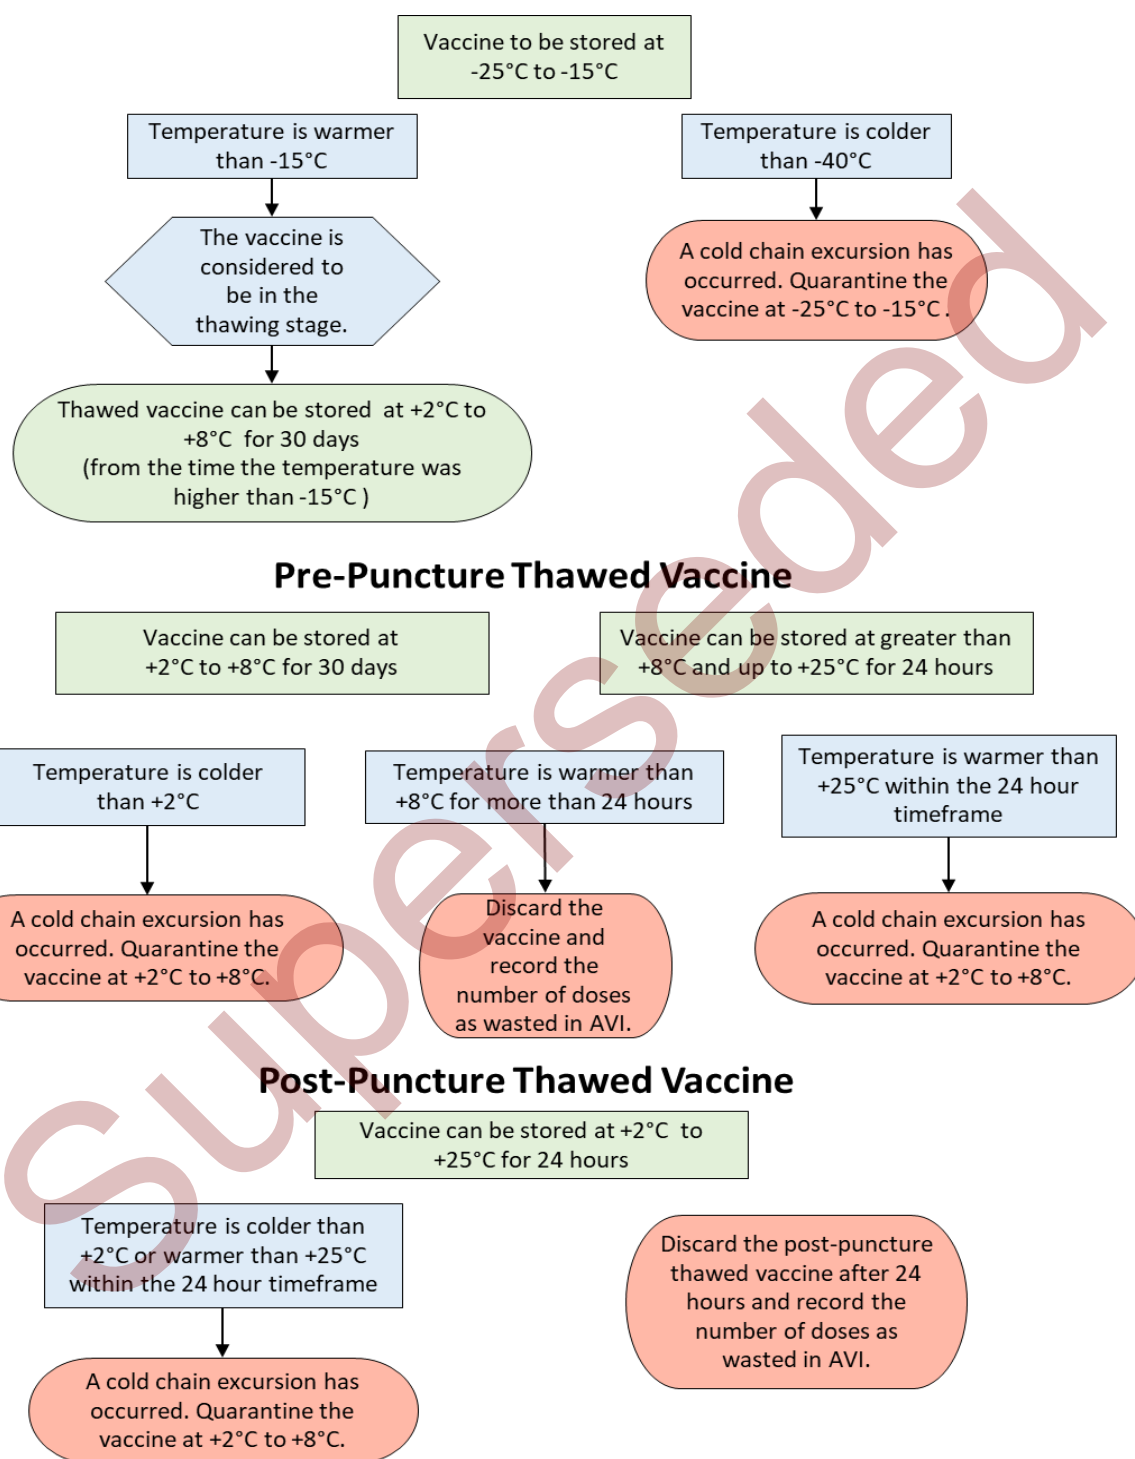 Vaccine to be stored at
-25°C to -15°C
Temperature is warmer
than -15°C
Temperature is colder
than -40°C
The vaccine is
considered to
be in the
thawing stage.
A cold chain excursion has
occurred. Quarantine the
vaccine at -25°C to -15°C .
Thawed vaccine can be stored at +2°C to
+8°C for 30 days
(from the time the temperature was
higher than -15°C )
Pre-Puncture Thawed Vaccine
Vaccine can be stored at
+2°C to +8°C for 30 days
Vaccine can be stored at greater than
+8°C and up to +25°C for 24 hours
Temperature is colder
than +2°C
Temperature is warmer than
+8°C for more than 24 hours
Temperature is warmer than
+25°C within the 24 hour
timeframe
A cold chain excursion has
occurred. Quarantine the
vaccine at +2°C to +8°C.
Discard the
vaccine and
record the
number of doses
as wasted in AVI.
A cold chain excursion has
occurred. Quarantine the
vaccine at +2°C to +8°C.
Post-Puncture Thawed Vaccine
Vaccine can be stored at +2°C to
+25°C for 24 hours
Temperature is colder than
+2°C or warmer than +25°C
within the 24 hour timeframe
Discard the post-puncture
thawed vaccine after 24
hours and record the
number of doses as
wasted in AVI.
A cold chain excursion has
occurred. Quarantine the
vaccine at +2°C to +8°C.
Superseded